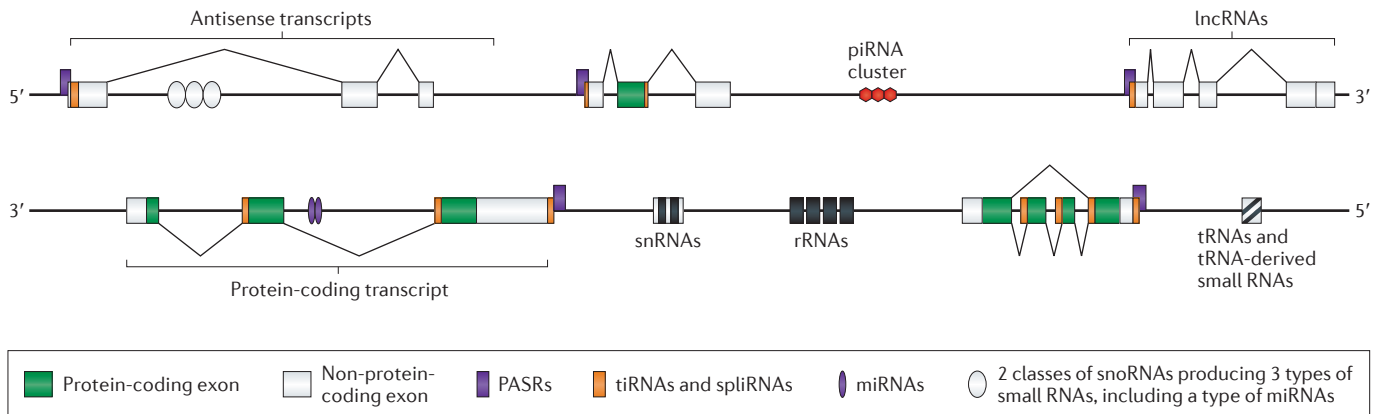 Antisense transcripts
lncRNAs
piRNA
cluster
5′
3′
3′
5′
snRNAs
rRNAs
tRNAs and
tRNA-derived
small RNAs
Protein-coding transcript
Protein-coding exon
Non-protein-
coding exon
PASRs
tiRNAs and spliRNAs
miRNAs
2 classes of snoRNAs producing 3 types of
small RNAs, including a type of miRNAs